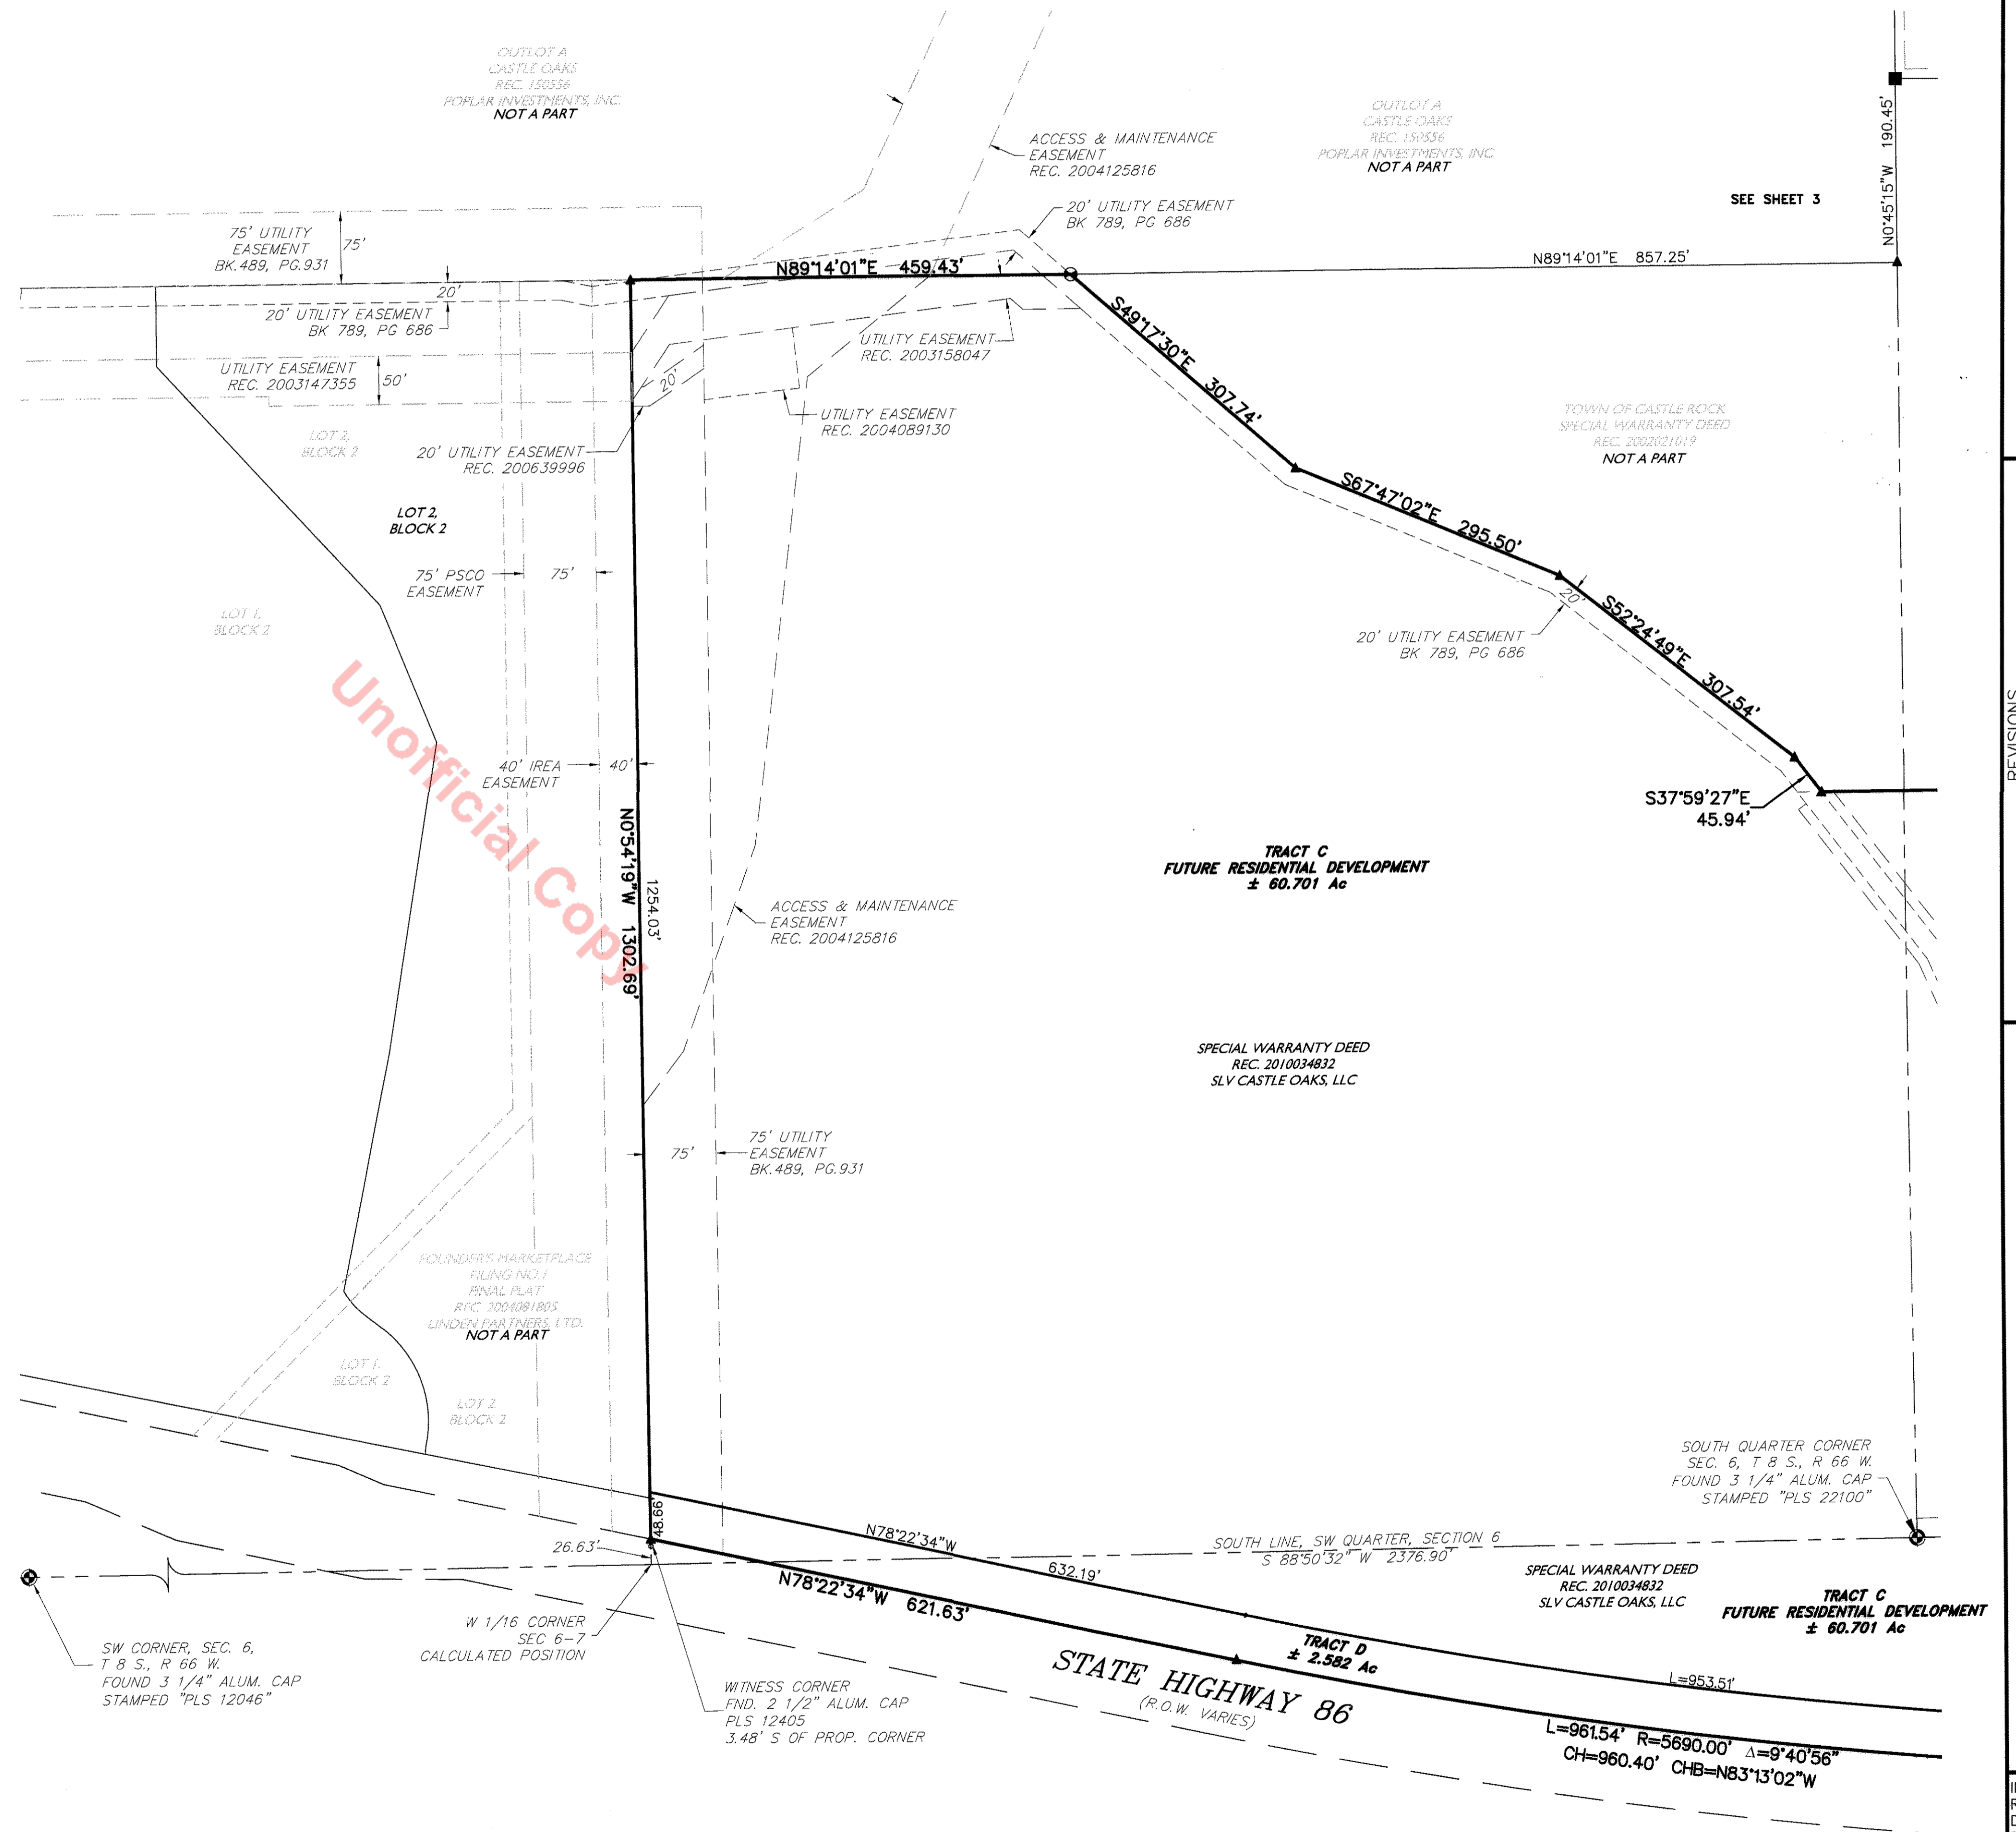 OUTLOT A
CASTLE OAKS
REC. 150556
POPLAR INVESTMENTS, INC.
NOT A PART
OUTLOT A
CASTLE OAKS
REC. 150556
POPLAR INVESTMENTS, INC.
NOT A PART
ACCESS & MAINTENANCE
EASEMENT
REC. 2004125816
N0°45'15"W 190.45'
SEE SHEET 3
20' UTILITY EASEMENT
BK 789, PG 686
75' UTILITY
EASEMENT
BK.489, PG.931
75'
N89°14'01"E 459.43'
N89°14'01"E 857.25'
20'
20' UTILITY EASEMENT
BK 789, PG 686
S49°17'30"E 307.74'
UTILITY EASEMENT
REC. 2003158047
UTILITY EASEMENT
REC. 2003147355
50'
20'
UTILITY EASEMENT
REC. 2004089130
TOWN OF CASTLE ROCK
SPECIAL WARRANTY DEED
REC. 2002021019
NOT A PART
LOT 2,
BLOCK 2
20' UTILITY EASEMENT
REC. 200639996
S67°47'02"E 295.50'
LOT 2,
BLOCK 2
75' PSCO
EASEMENT
75'
20'
S52°24'49"E 307.54'
LOT 1,
BLOCK 2
20' UTILITY EASEMENT
BK 789, PG 686
REVISIONS
Unofficial Copy
40' IREA
EASEMENT
40'
S37°59'27"E
45.94'
N0°54'19"W 1302.69'
1254.03'
TRACT C
FUTURE RESIDENTIAL DEVELOPMENT
± 60.701 Ac
ACCESS & MAINTENANCE
EASEMENT
REC. 2004125816
SPECIAL WARRANTY DEED
REC. 2010034832
SLV CASTLE OAKS, LLC
75'
75' UTILITY
EASEMENT
BK.489, PG.931
FOUNDER'S MARKETPLACE
FILING NO.1
FINAL PLAT
REC. 2004081805
LINDEN PARTNERS, LTD.
NOT A PART
LOT 1,
BLOCK 2
LOT 2
BLOCK 2
SOUTH QUARTER CORNER
SEC. 6, T 8 S., R 66 W.
FOUND 3 1/4" ALUM. CAP
STAMPED "PLS 22100"
48.66'
26.63'
N78°22'34"W
632.19'
SOUTH LINE, SW QUARTER, SECTION 6
S 88°50'32" W 2376.90'
N78°22'34"W 621.63'
SPECIAL WARRANTY DEED
REC. 2010034832
SLV CASTLE OAKS, LLC
TRACT C
FUTURE RESIDENTIAL DEVELOPMENT
± 60.701 Ac
W 1/16 CORNER
SEC 6-7
CALCULATED POSITION
SW CORNER, SEC. 6,
T 8 S., R 66 W.
FOUND 3 1/4" ALUM. CAP
STAMPED "PLS 12046"
TRACT D
± 2.582 Ac
STATE HIGHWAY 86
(R.O.W. VARIES)
L=953.51'
WITNESS CORNER
FND. 2 1/2" ALUM. CAP
PLS 12405
3.48' S OF PROP. CORNER
L=961.54' R=5690.00' Δ=9°40'56"
CH=960.40' CHB=N83°13'02"W